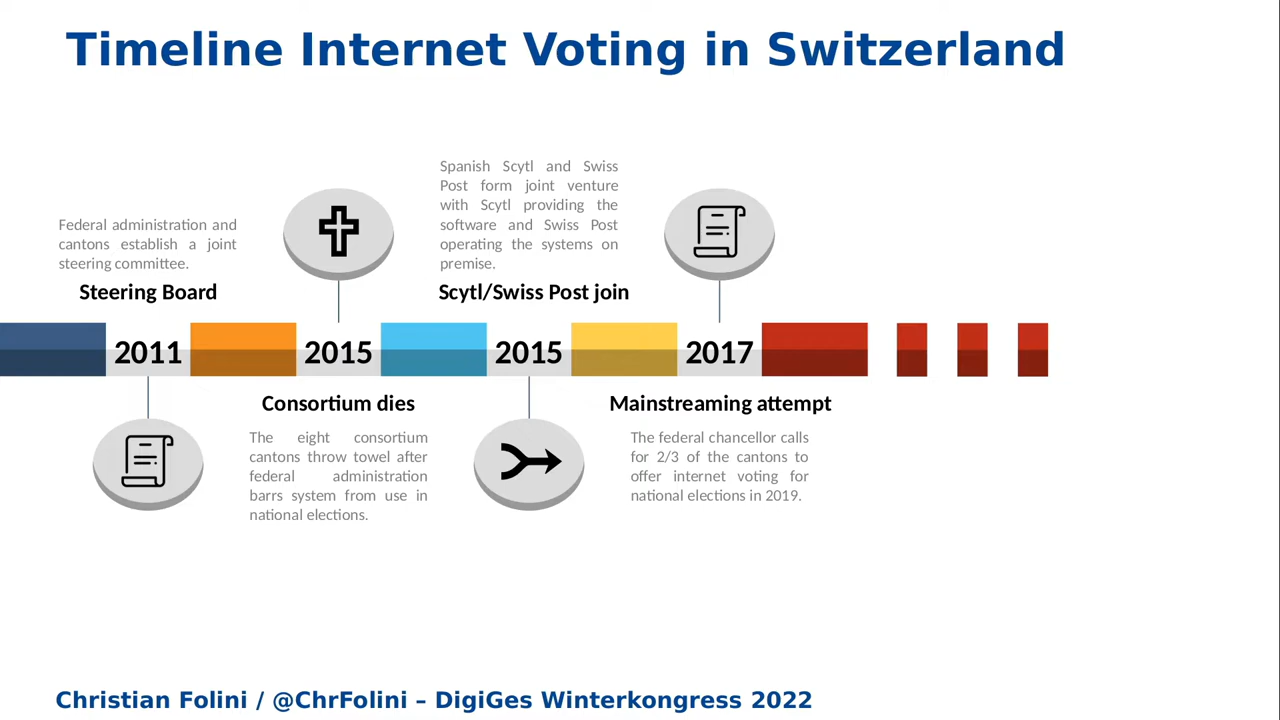 Timeline Internet Voting in Switzerland
Federal administration and
cantons establish a joint
steering committee.
Steering Board
2011
2015
Consortium dies
The eight consortium
cantons throw towel after
federal administration
barrs system from use in
national elections.
Spanish Scytl and Swiss
Post form joint venture
with Scytl providing the
software and Swiss Post
operating the systems on
premise.
Scytl/Swiss Post join
2015
2017
Mainstreaming attempt
The federal chancellor calls
for 2/3 of the cantons to
offer internet voting for
national elections in 2019.
Christian Folini / @ChrFolini – DigiGes Winterkongress 2022